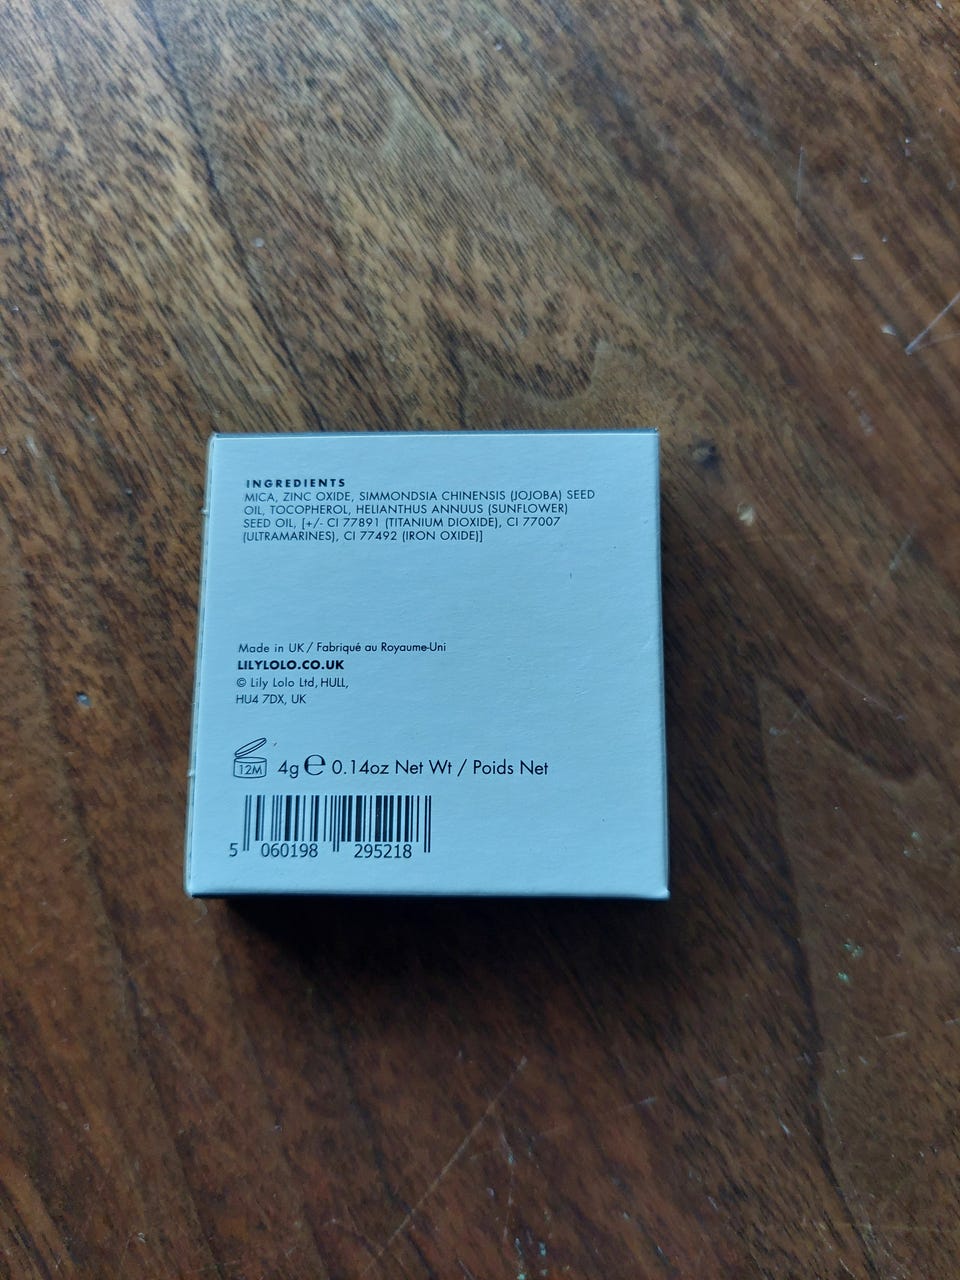 INGREDIENTS
MICA, ZINC OXIDE, SIMMONDSIA CHINENSIS (JOJOBA) SEED
OIL, TOCOPHEROL, HELIANTHUS ANNUUS (SUNFLOWER)
SEED OIL, [+/- CI 77891 (TITANIUM DIOXIDE), CI 77007
(ULTRAMARINES), CI 77492 (IRON OXIDE)]
Made in UK / Fabriqué au Royaume-Uni
LILYLOLO.CO.UK
© Lily Lolo Ltd, HULL,
HU4 7DX, UK
12M 4g e 0.14oz Net Wt / Poids Net
5 060198 295218